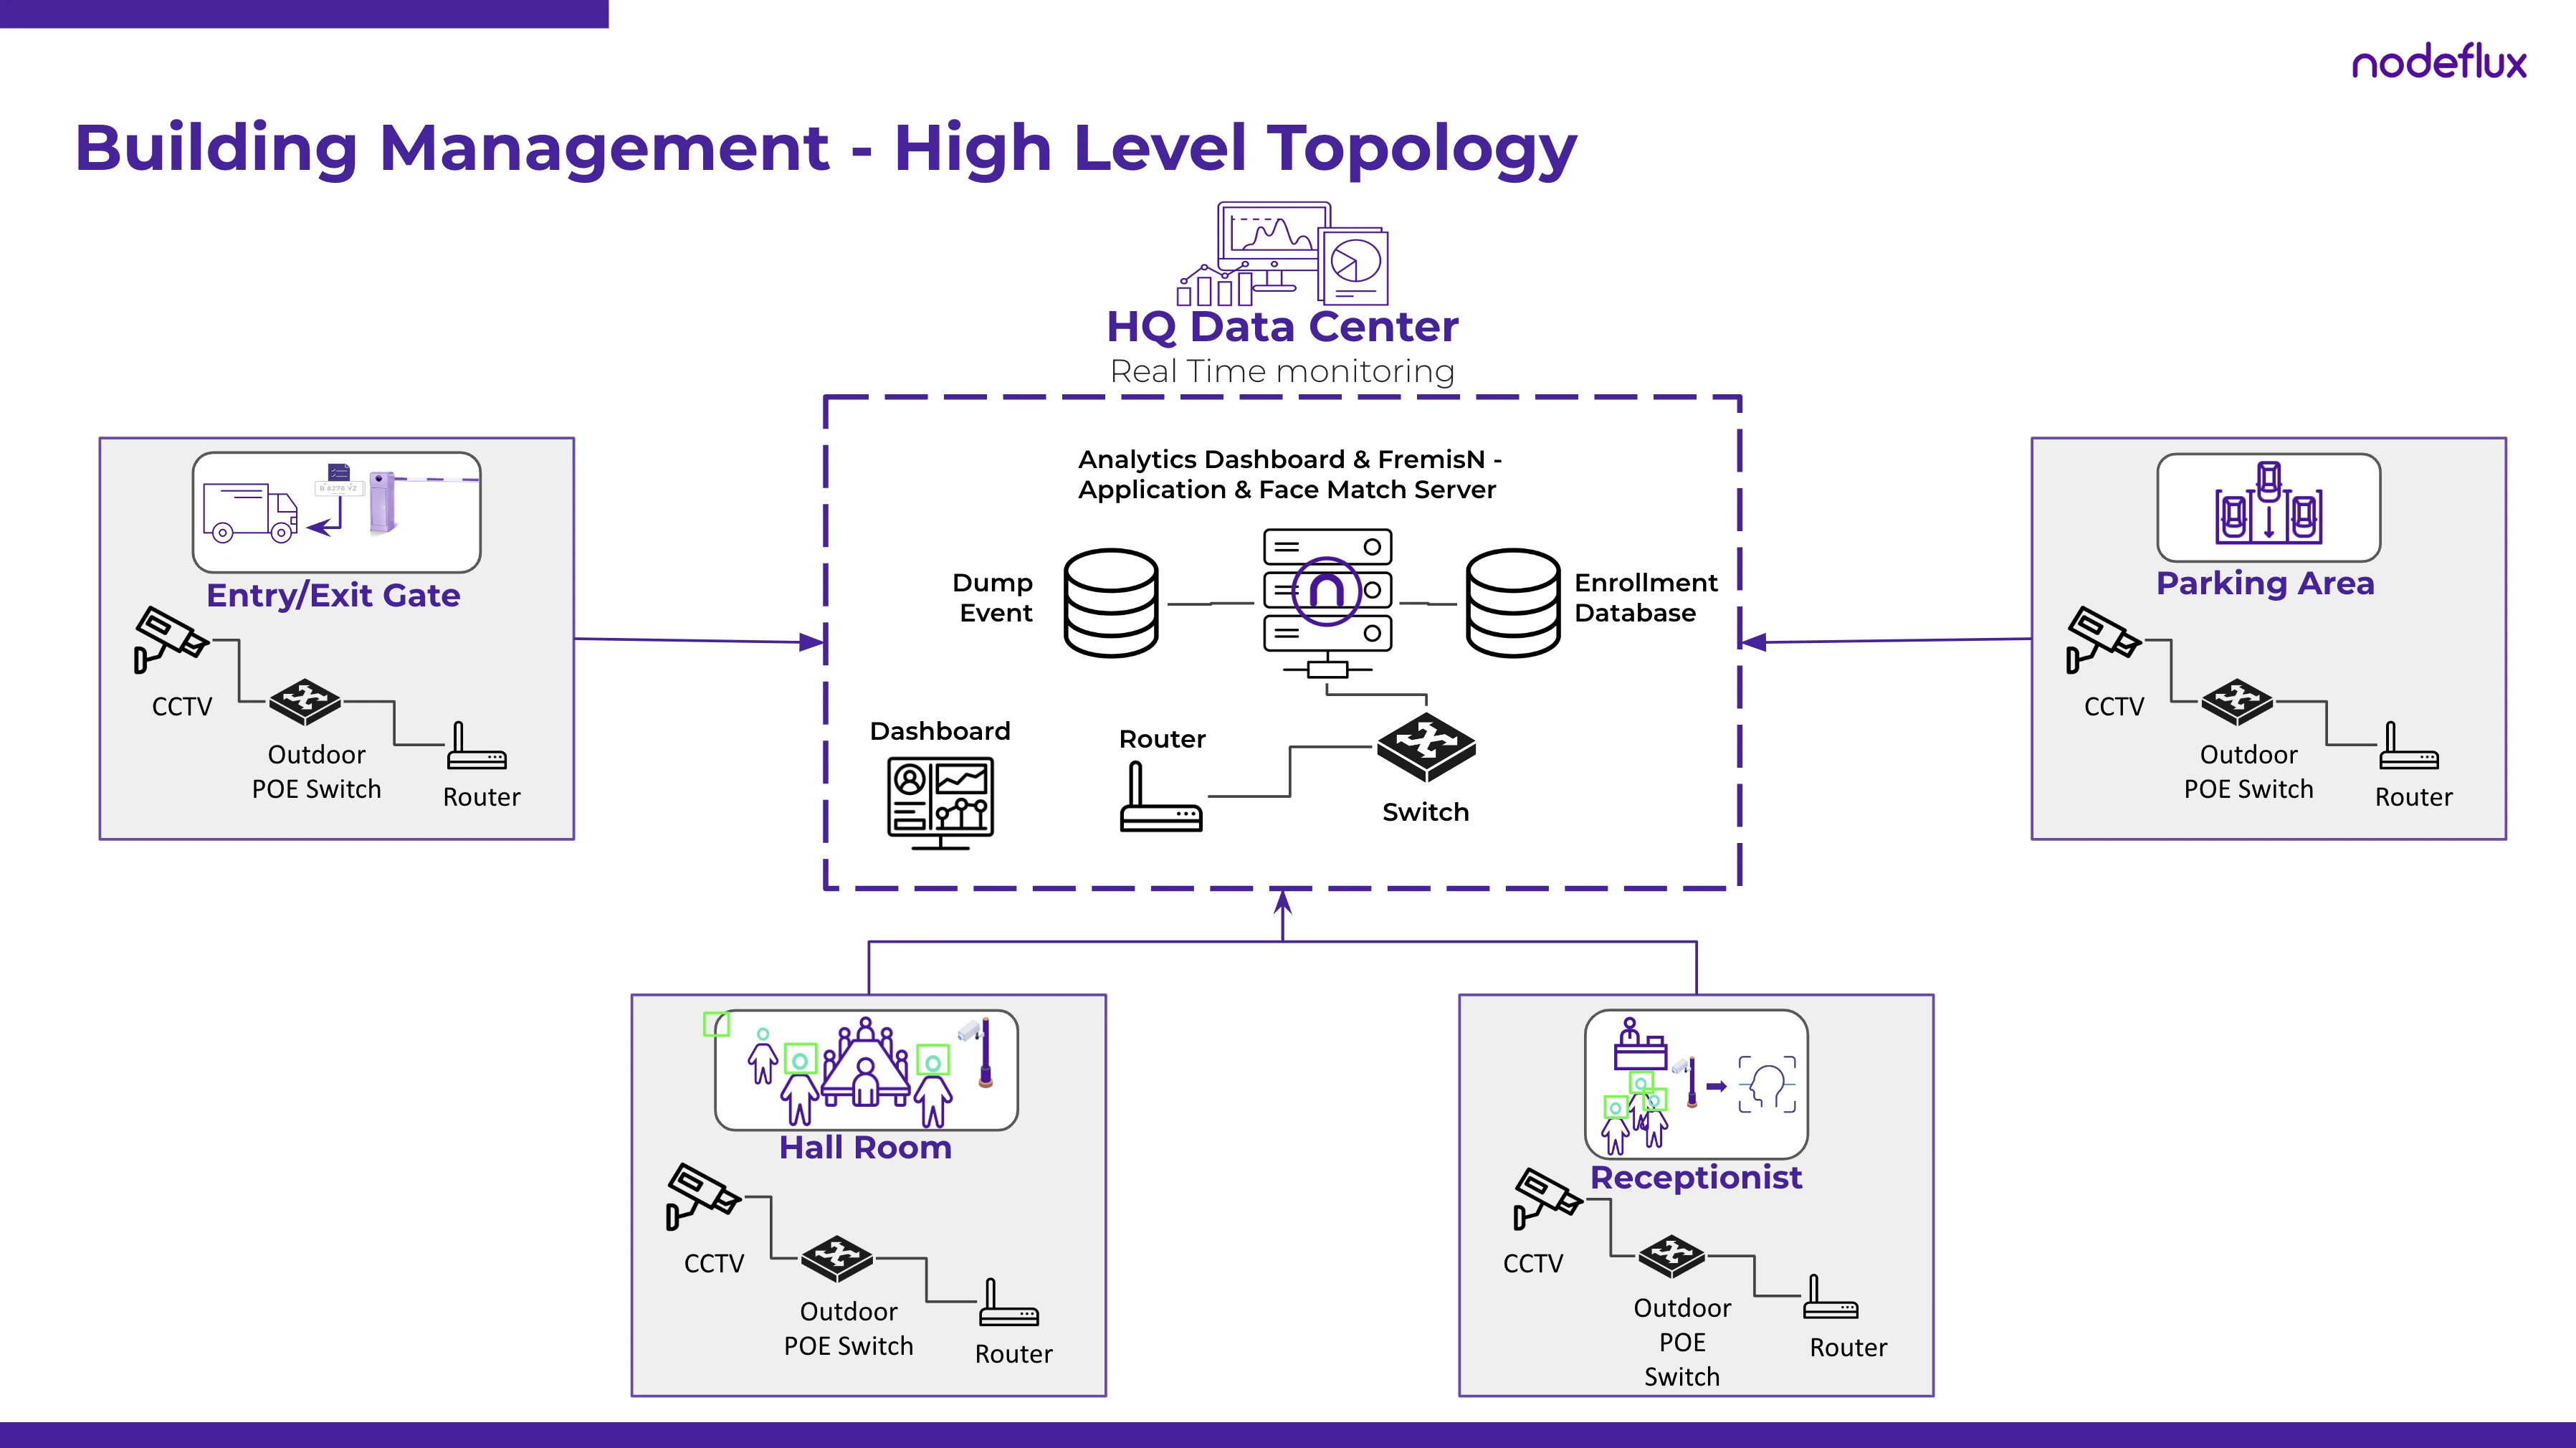 nodeflux
Building Management - High Level Topology
HQ Data Center
Real Time monitoring
Analytics Dashboard & FremisN -
Application & Face Match Server
Dump
Event
Enrollment
Database
Dashboard
Router
Switch
B 8278 YZ
Entry/Exit Gate
CCTV
Outdoor
POE Switch
Router
Parking Area
CCTV
Outdoor
POE Switch
Router
Hall Room
CCTV
Outdoor
POE Switch
Router
Receptionist
CCTV
Outdoor
POE
Switch
Router